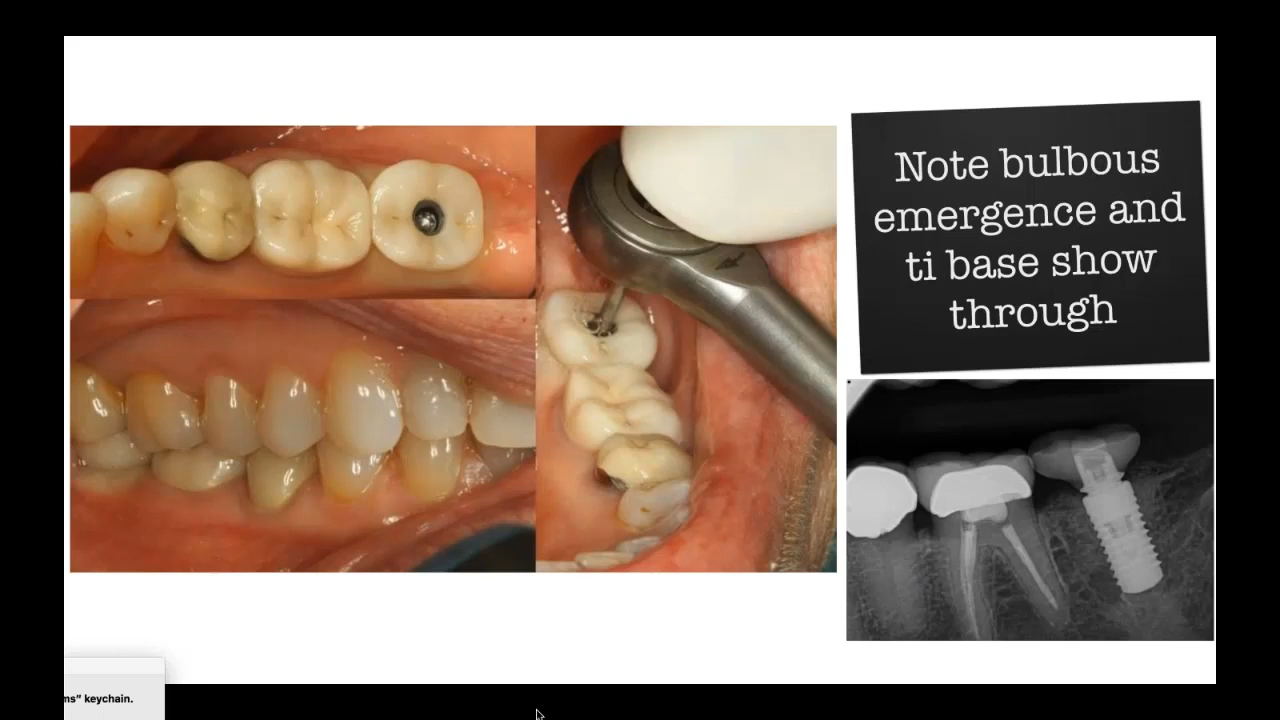 Note bulbous
emergence and
ti base show
through
ms" keychain.